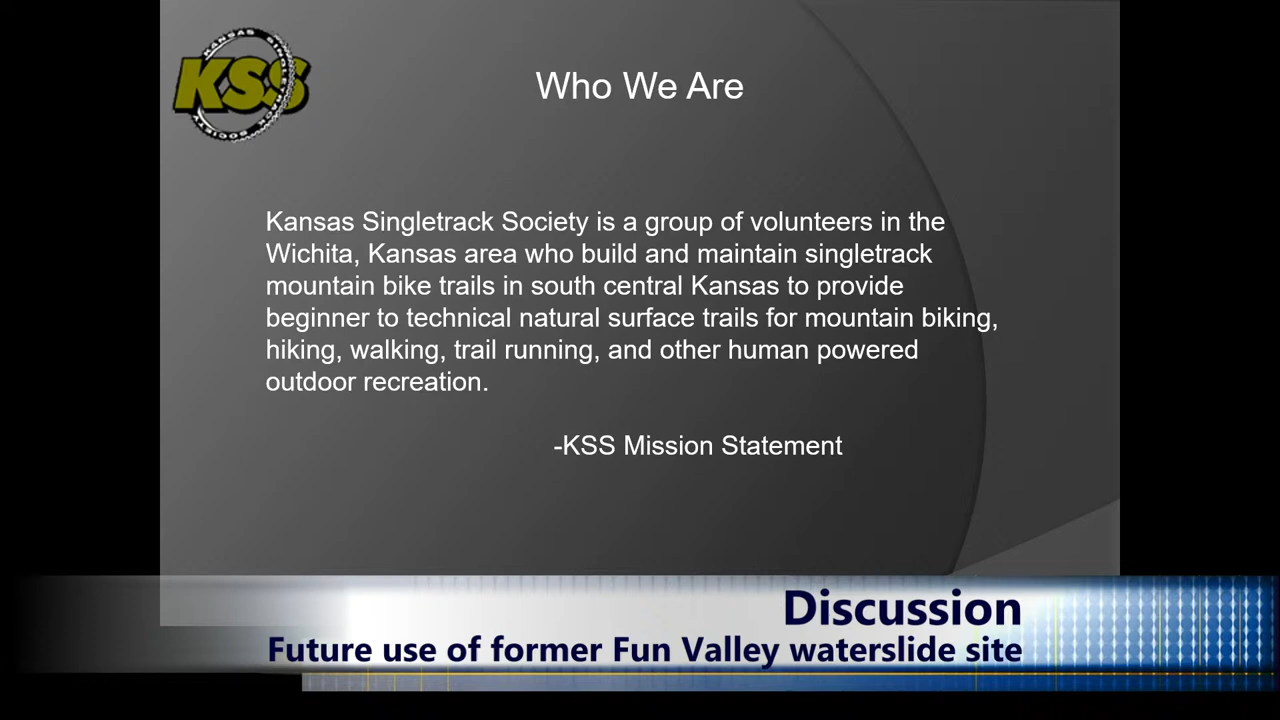 KANSAS SINGLETRACK SOCIETY
KSS
Who We Are
Kansas Singletrack Society is a group of volunteers in the
Wichita, Kansas area who build and maintain singletrack
mountain bike trails in south central Kansas to provide
beginner to technical natural surface trails for mountain biking,
hiking, walking, trail running, and other human powered
outdoor recreation.
-KSS Mission Statement
Discussion
Future use of former Fun Valley waterslide site